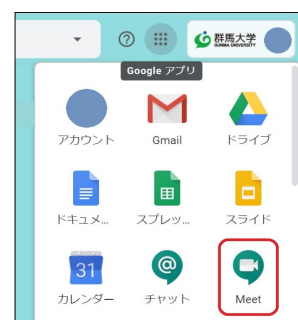 群馬大学
GUNMA UNIVERSITY
Google アプリ
アカウント
Gmail
ドライブ
ドキュメ...
スプレッ...
スライド
31
カレンダー
チャット
Meet